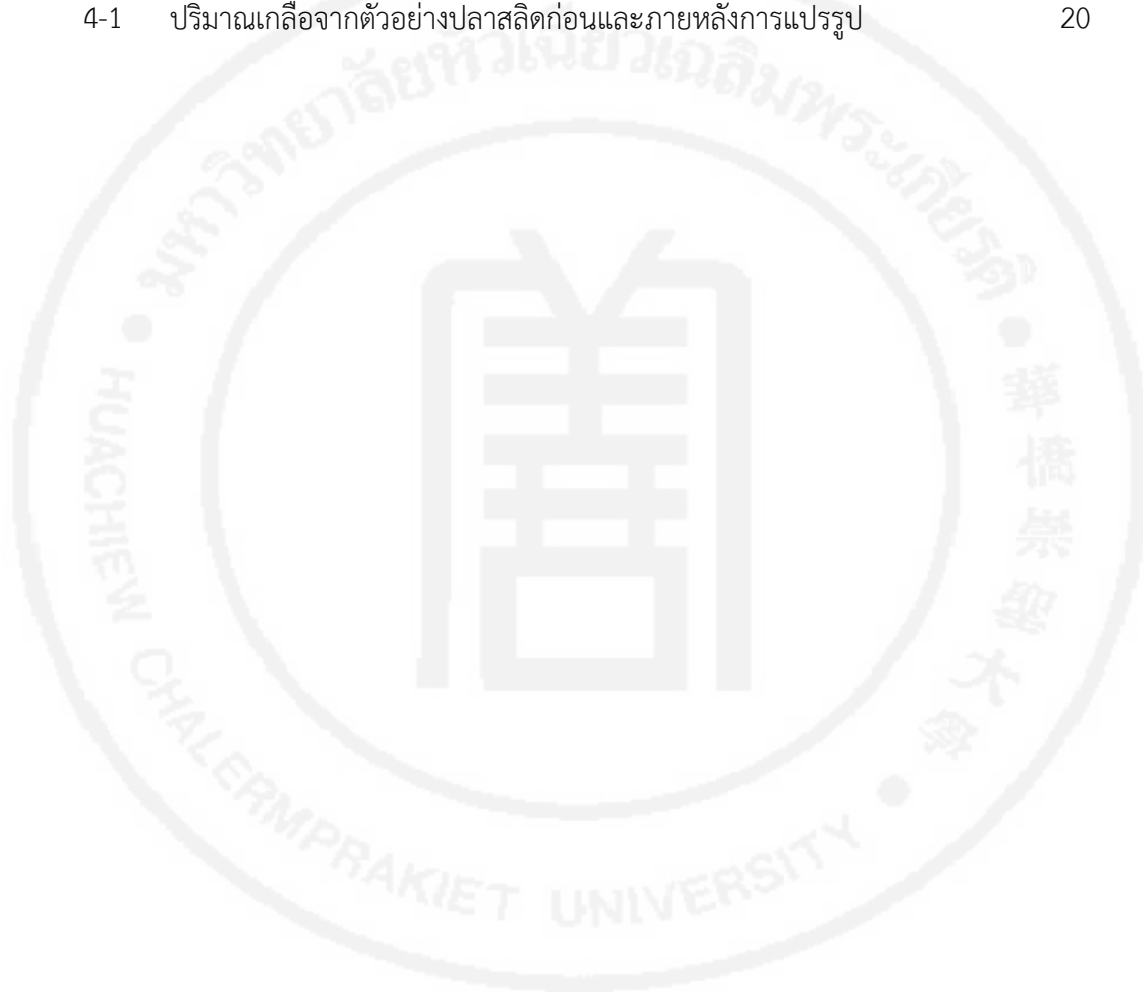 4-1 ปริมาณเกลือจากตัวอย่างปลาสลิดก่อนและภายหลังการแปรรูป 20
มหาวิทยาลัยหัวเฉียวเฉลิมพระเกียรติ
華僑崇聖大學
HUACHIEW CHALERMPRAKIET UNIVERSITY